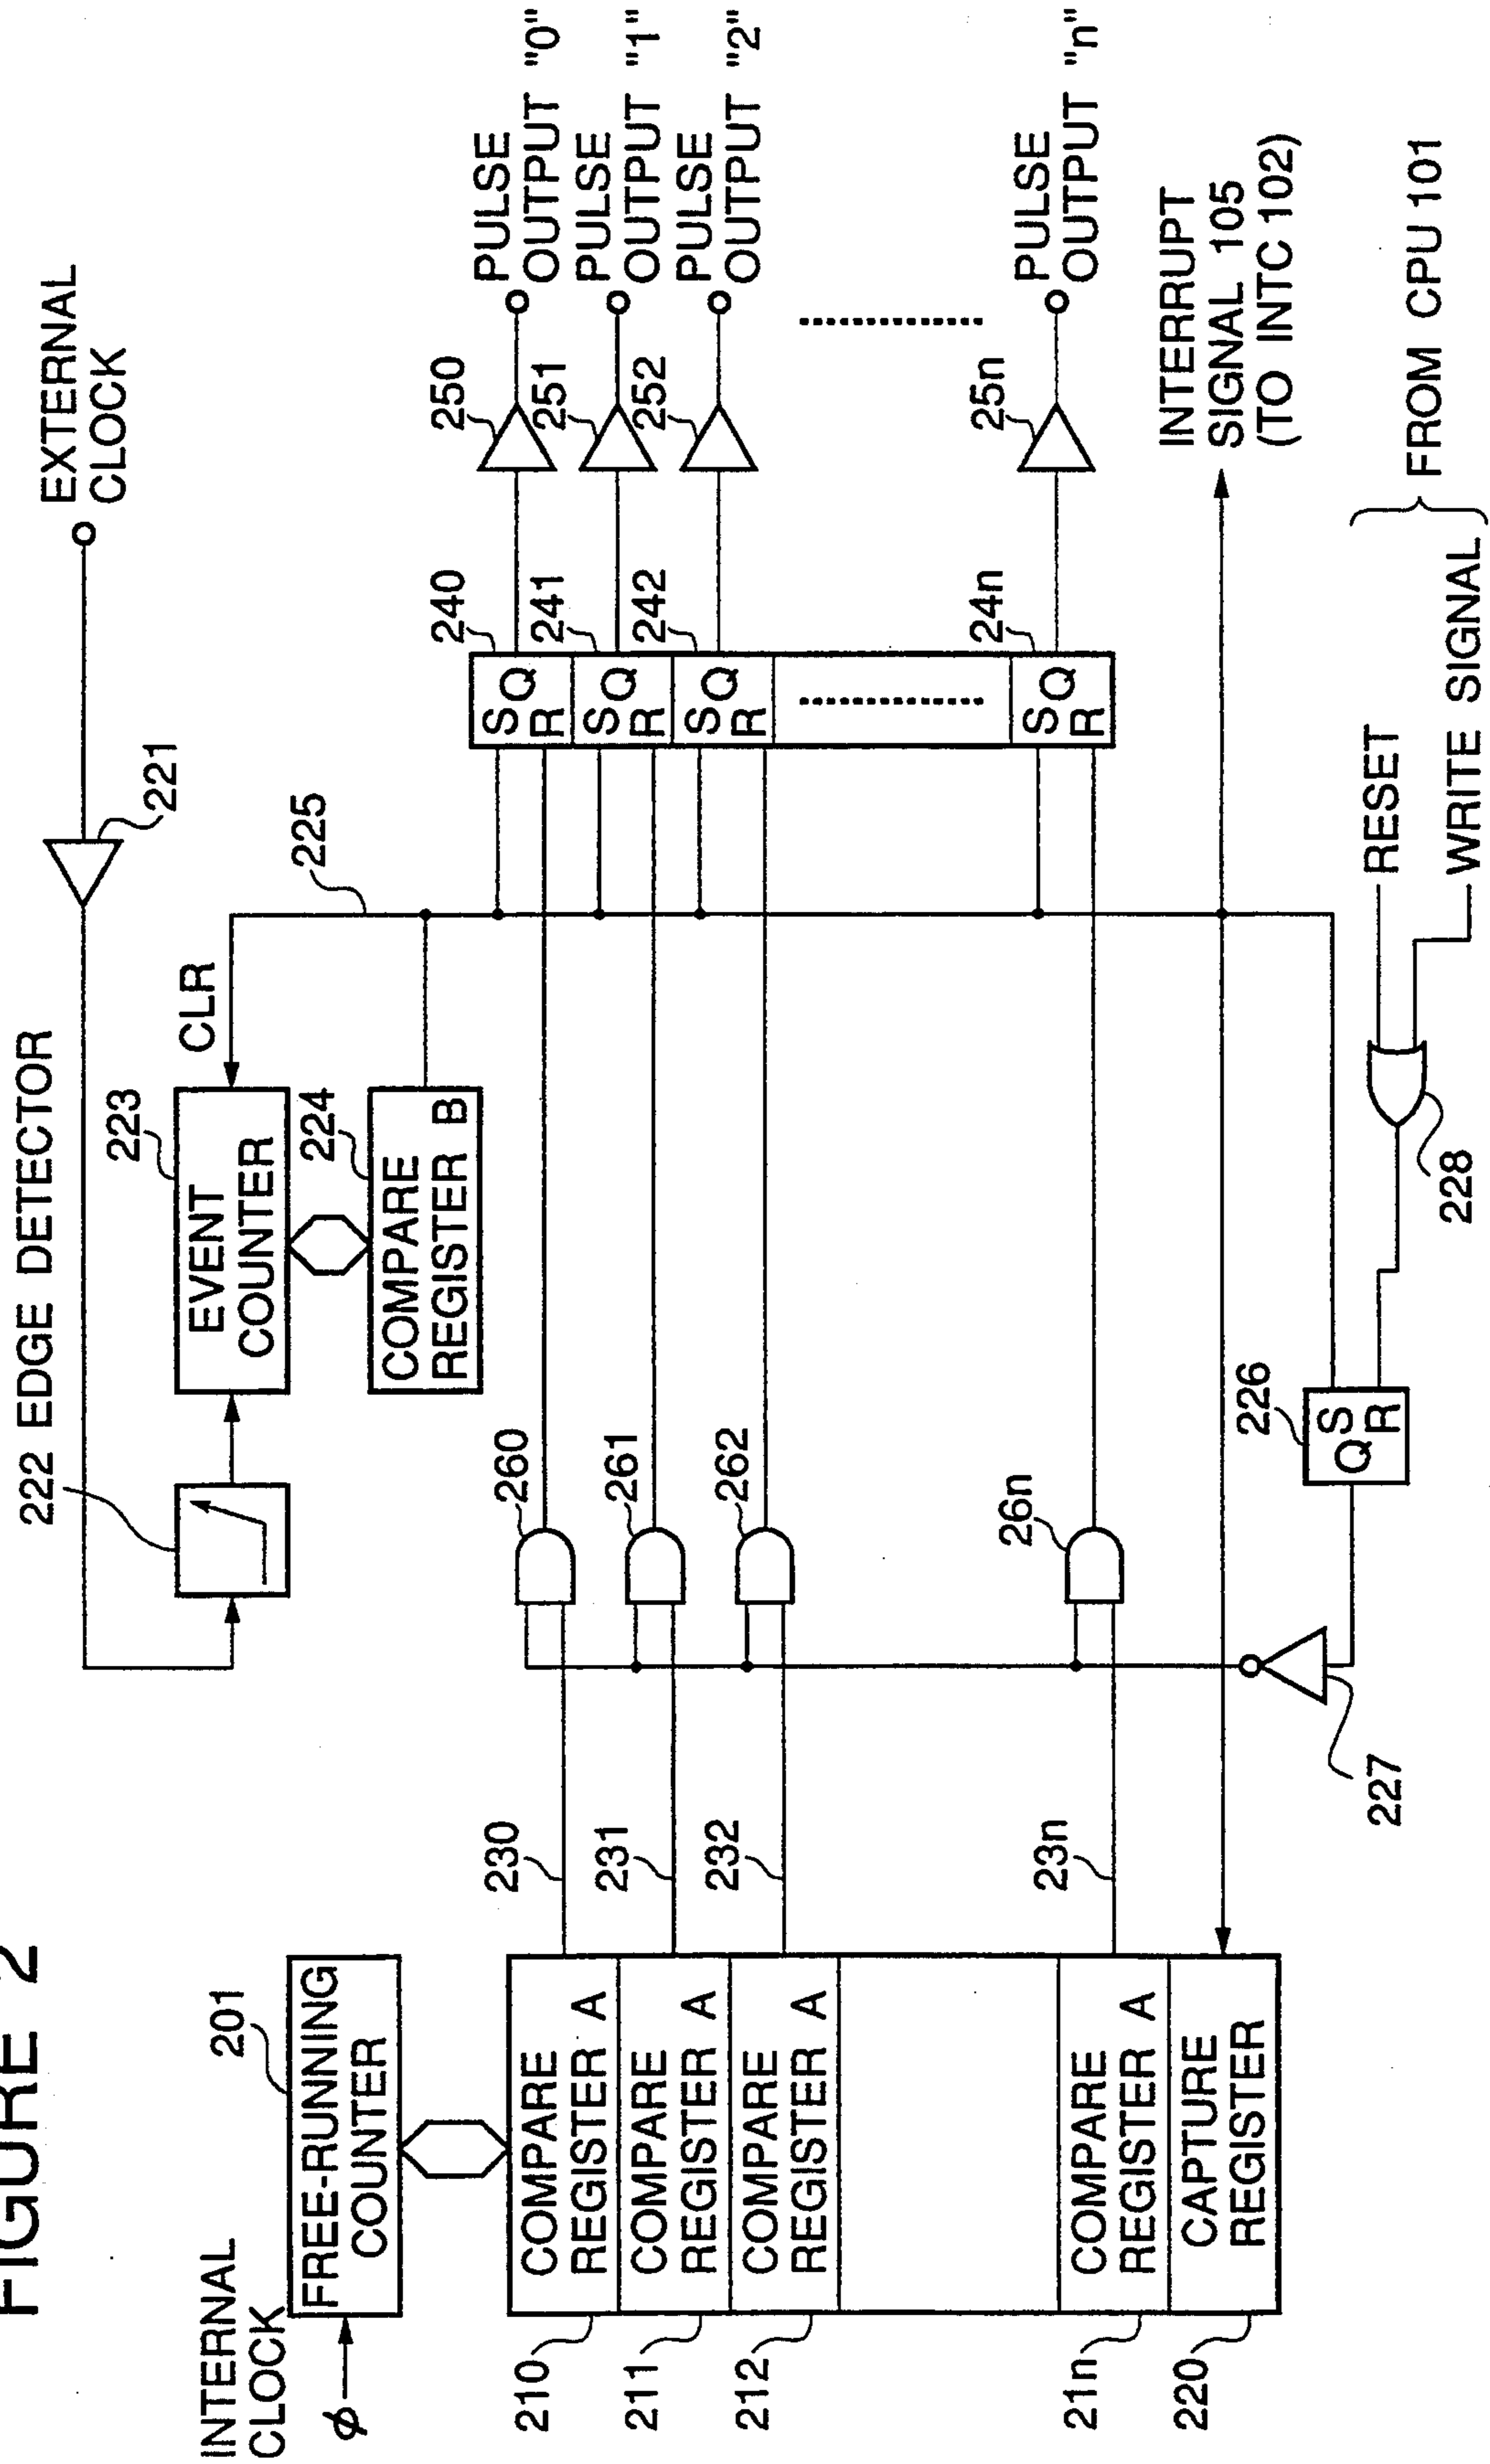 FIGURE 2
EXTERNAL
CLOCK
222 EDGE DETECTOR
221
223
EVENT
COUNTER
CLR
225
224
COMPARE
REGISTER B
INTERNAL
CLOCK
φ
201
FREE-RUNNING
COUNTER
210
COMPARE
REGISTER A
211
COMPARE
REGISTER A
212
COMPARE
REGISTER A
21n
COMPARE
REGISTER A
220
CAPTURE
REGISTER
230
231
232
23n
260
261
262
26n
240
S
Q
R
241
S
Q
R
242
S
Q
R
24n
S
Q
R
250
251
252
25n
PULSE
OUTPUT "0"
PULSE
OUTPUT "1"
PULSE
OUTPUT "2"
PULSE
OUTPUT "n"
INTERRUPT
SIGNAL 105
(TO INTC 102)
227
226
S
Q
R
228
RESET
WRITE SIGNAL
FROM CPU 101